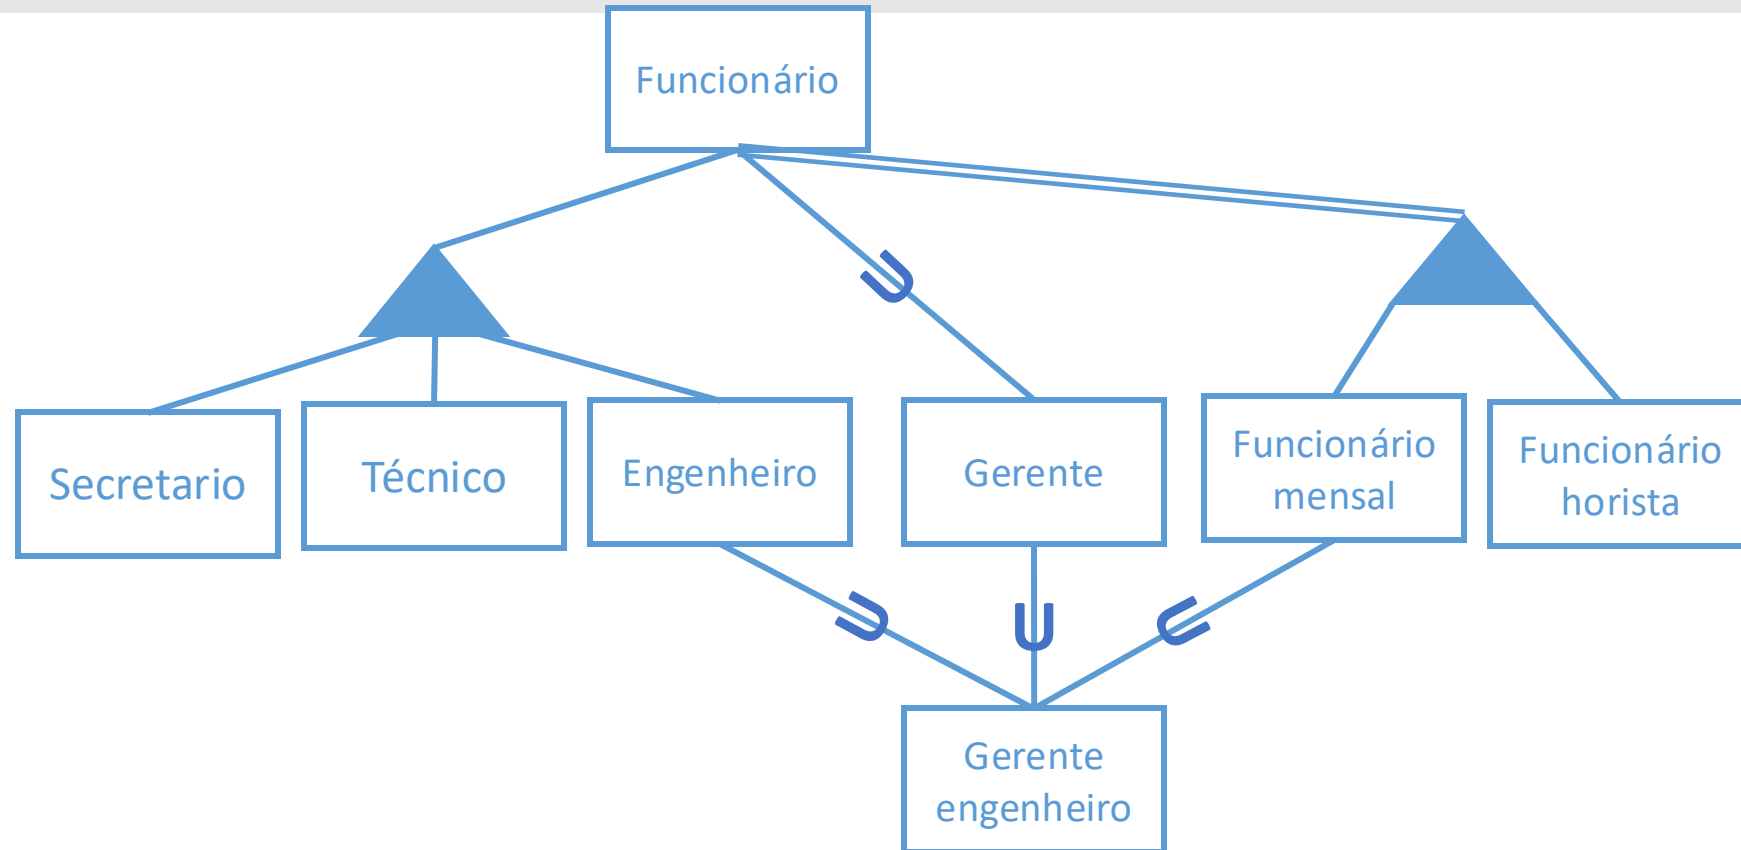 Funcionário
Secretario
Técnico
Engenheiro
Gerente
Funcionário
mensal
Funcionário
horista
Gerente
engenheiro